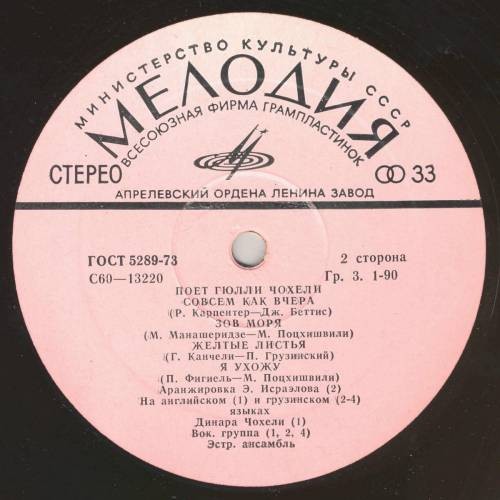 МИНИСТЕРСТВО КУЛЬТУРЫ СССР
МЕЛОДИЯ
ВСЕСОЮЗНАЯ ФИРМА ГРАМПЛАСТИНОК
СТЕРЕО 33
АПРЕЛЕВСКИЙ ОРДЕНА ЛЕНИНА ЗАВОД
ГОСТ 5289-73 2 сторона
С60—13220 Гр. 3. 1-90
ПОЕТ ГЮЛЛИ ЧОХЕЛИ
СОВСЕМ КАК ВЧЕРА
(Р. Карпентер—Дж. Беттис)
ЗОВ МОРЯ
(М. Манашеридзе—М. Поцхишвили)
ЖЕЛТЫЕ ЛИСТЬЯ
(Г. Канчели—П. Грузинский)
Я УХОЖУ
(П. Фигиель—М. Поцхишвили)
Аранжировка Э. Исраэлова (2)
На английском (1) и грузинском (2-4)
языках
Динара Чохели (1)
Вок. группа (1, 2, 4)
Эстр. ансамбль